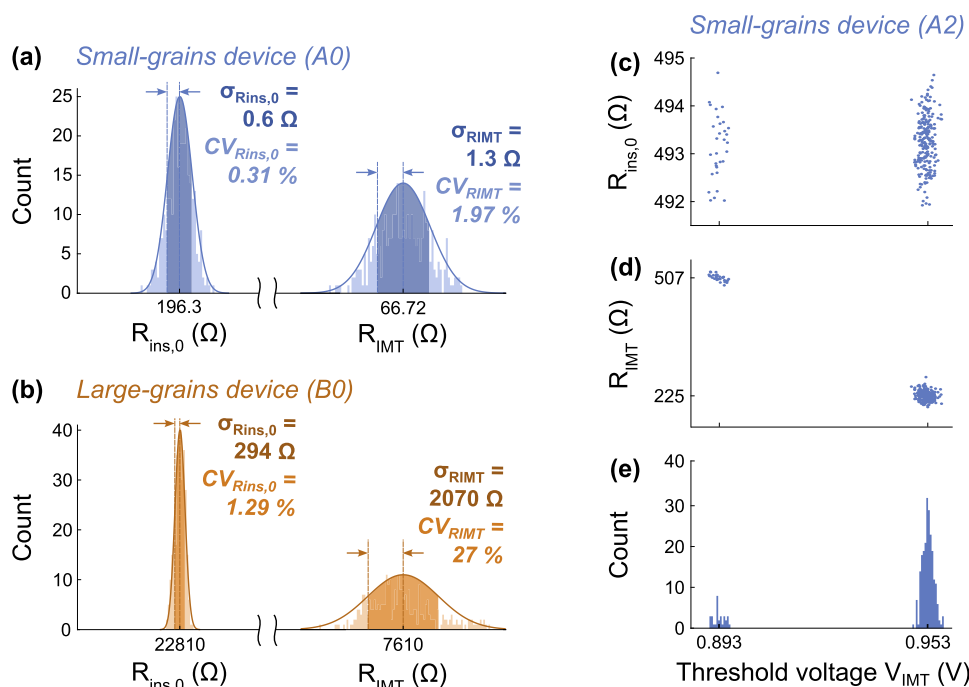 (a) Small-grains device (A0)
25
20
15
10
5
0
Count
σRins,0 =
0.6 Ω
CVRins,0 =
0.31 %
σRIMT =
1.3 Ω
CVRIMT =
1.97 %
196.3
66.72
Rins,0 (Ω)
RIMT (Ω)
(b) Large-grains device (B0)
40
30
20
10
0
Count
σRins,0 =
294 Ω
CVRins,0 =
1.29 %
σRIMT =
2070 Ω
CVRIMT =
27 %
22810
7610
Rins,0 (Ω)
RIMT (Ω)
Small-grains device (A2)
(c)
495
494
493
492
Rins,0 (Ω)
(d)
507
225
RIMT (Ω)
(e)
40
30
20
10
0
Count
0.893
0.953
Threshold voltage VIMT (V)